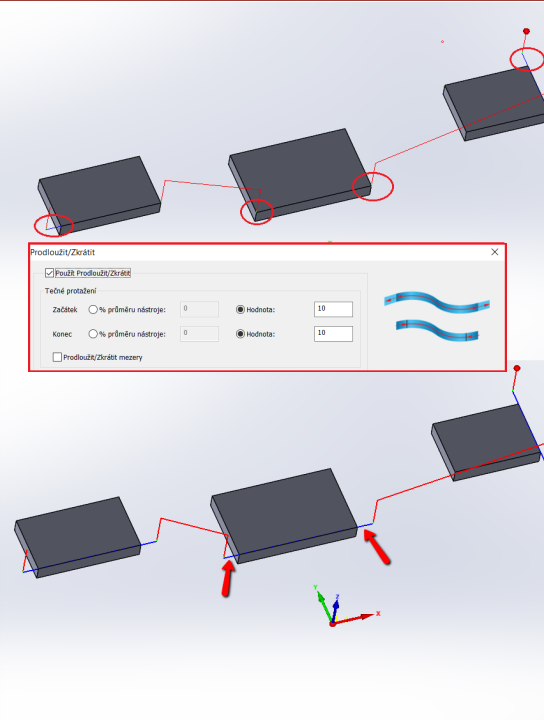 Prodloužit/Zkrátit
Použít Prodloužit/Zkrátit
Tečné protažení
Začátek % průměru nástroje: 0 Hodnota: 10
Konec % průměru nástroje: 0 Hodnota: 10
Prodloužit/Zkrátit mezery
Y Z X